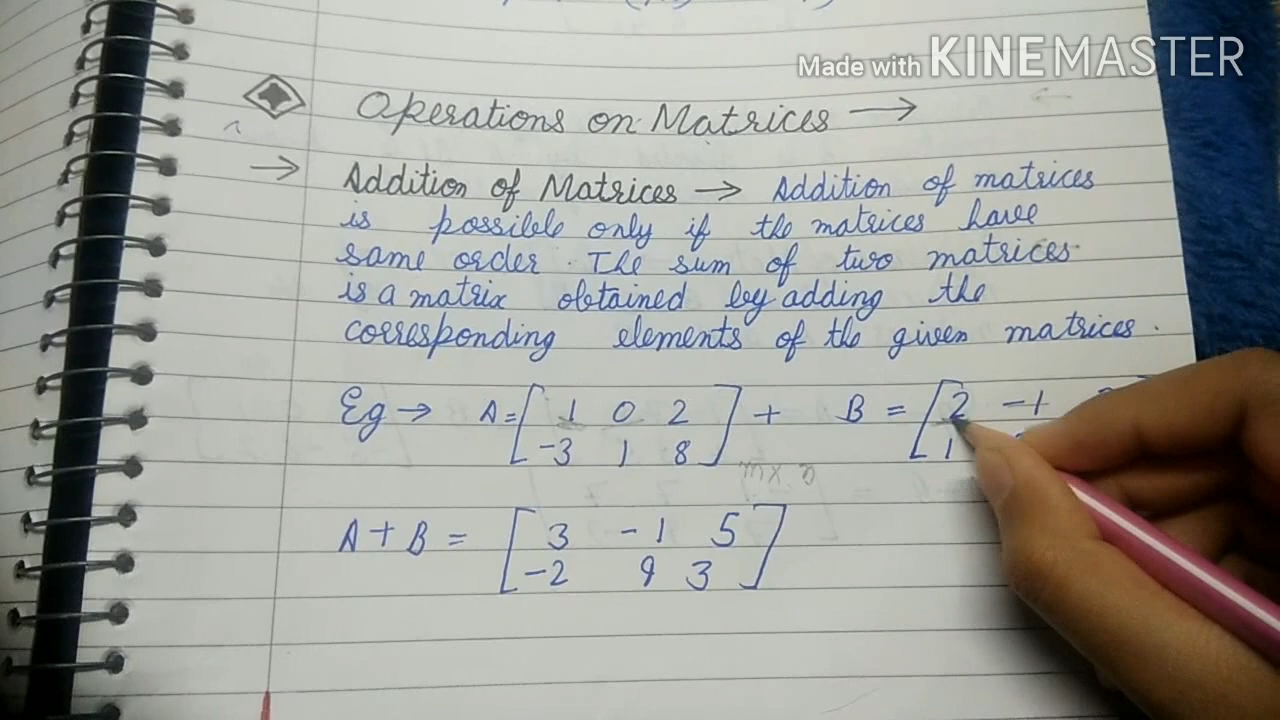 Made with KINEMASTER
Operations on Matrices →
→ Addition of Matrices → Addition of matrices
is possible only if the matrices have
same order. The sum of two matrices
is a matrix obtained by adding the
corresponding elements of the given matrices.
Eg → A = [ 1 0 2 ] + B = [ 2 -1
-3 1 8 1
A + B = [ 3 -1 5 ]
-2 9 3